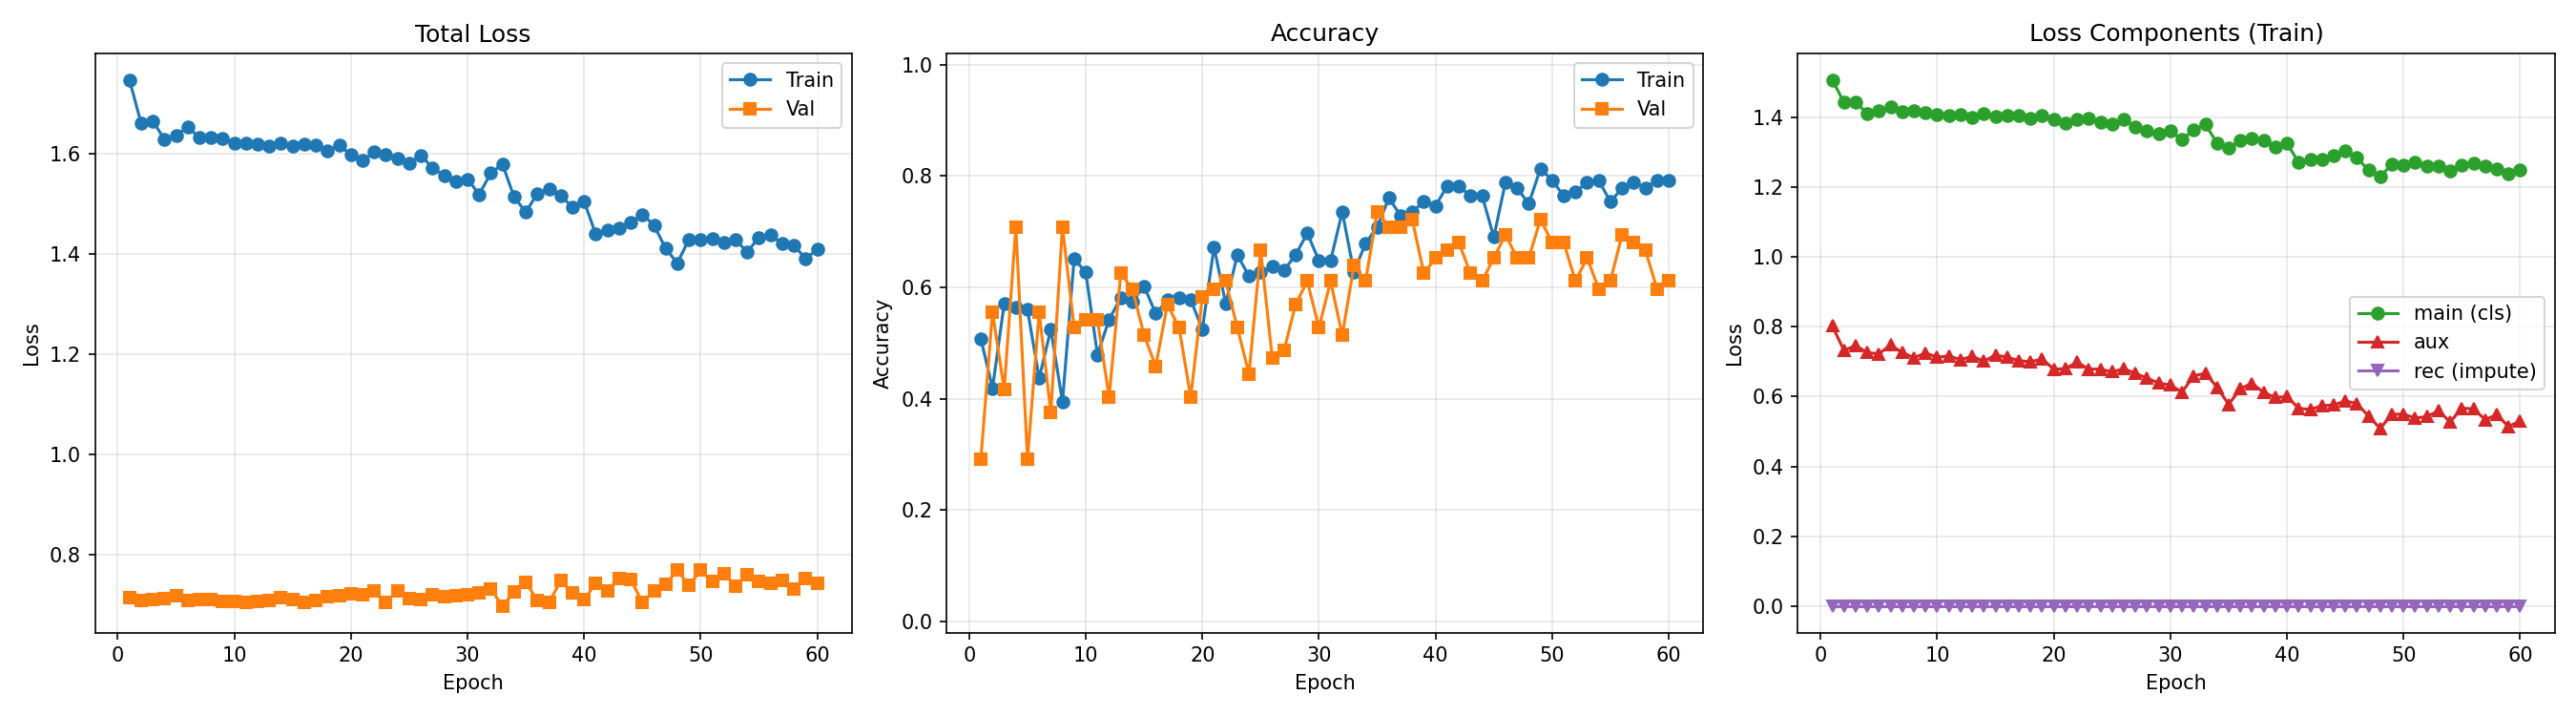 Total Loss
Train
Val
1.6
1.4
1.2
1.0
0.8
Loss
0 10 20 30 40 50 60
Epoch
Accuracy
Train
Val
1.0
0.8
0.6
0.4
0.2
0.0
Accuracy
0 10 20 30 40 50 60
Epoch
Loss Components (Train)
1.4
1.2
1.0
0.8
0.6
0.4
0.2
0.0
Loss
main (cls)
aux
rec (impute)
0 10 20 30 40 50 60
Epoch